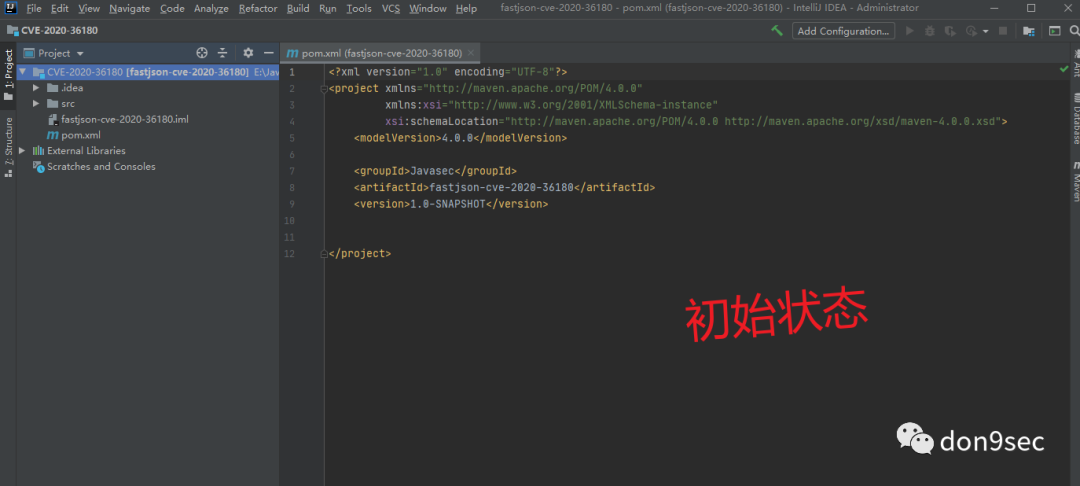 File Edit View Navigate Code Analyze Refactor Build Run Tools VCS Window Help fastjson-cve-2020-36180 - pom.xml (fastjson-cve-2020-36180) - IntelliJ IDEA - Administrator
CVE-2020-36180 Add Configuration...
Project
pom.xml (fastjson-cve-2020-36180)
1: Project
Z: Structure
CVE-2020-36180 [fastjson-cve-2020-36180] E:\Jav
.idea
src
fastjson-cve-2020-36180.iml
pom.xml
External Libraries
Scratches and Consoles
1 <?xml version="1.0" encoding="UTF-8"?>
2 <project xmlns="http://maven.apache.org/POM/4.0.0"
3 xmlns:xsi="http://www.w3.org/2001/XMLSchema-instance"
4 xsi:schemaLocation="http://maven.apache.org/POM/4.0.0 http://maven.apache.org/xsd/maven-4.0.0.xsd">
5 <modelVersion>4.0.0</modelVersion>
6
7 <groupId>Javasec</groupId>
8 <artifactId>fastjson-cve-2020-36180</artifactId>
9 <version>1.0-SNAPSHOT</version>
10
11
12 </project>
Ant
Database
Maven
初始状态
don9sec